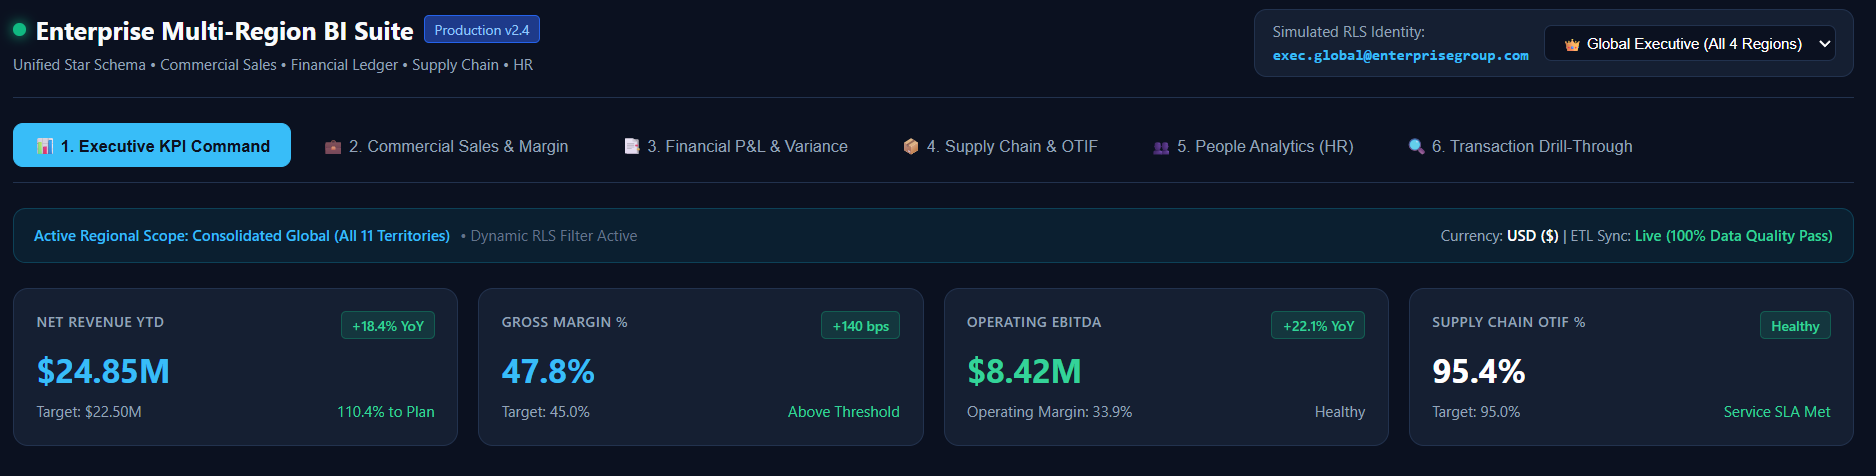 Enterprise Multi-Region BI Suite
Production v2.4
Unified Star Schema • Commercial Sales • Financial Ledger • Supply Chain • HR
Simulated RLS Identity:
exec.global@enterprisegroup.com
Global Executive (All 4 Regions)
1. Executive KPI Command
2. Commercial Sales & Margin
3. Financial P&L & Variance
4. Supply Chain & OTIF
5. People Analytics (HR)
6. Transaction Drill-Through
Active Regional Scope: Consolidated Global (All 11 Territories) • Dynamic RLS Filter Active
Currency: USD ($) | ETL Sync: Live (100% Data Quality Pass)
NET REVENUE YTD
+18.4% YoY
$24.85M
Target: $22.50M
110.4% to Plan
GROSS MARGIN %
+140 bps
47.8%
Target: 45.0%
Above Threshold
OPERATING EBITDA
+22.1% YoY
$8.42M
Operating Margin: 33.9%
Healthy
SUPPLY CHAIN OTIF %
Healthy
95.4%
Target: 95.0%
Service SLA Met